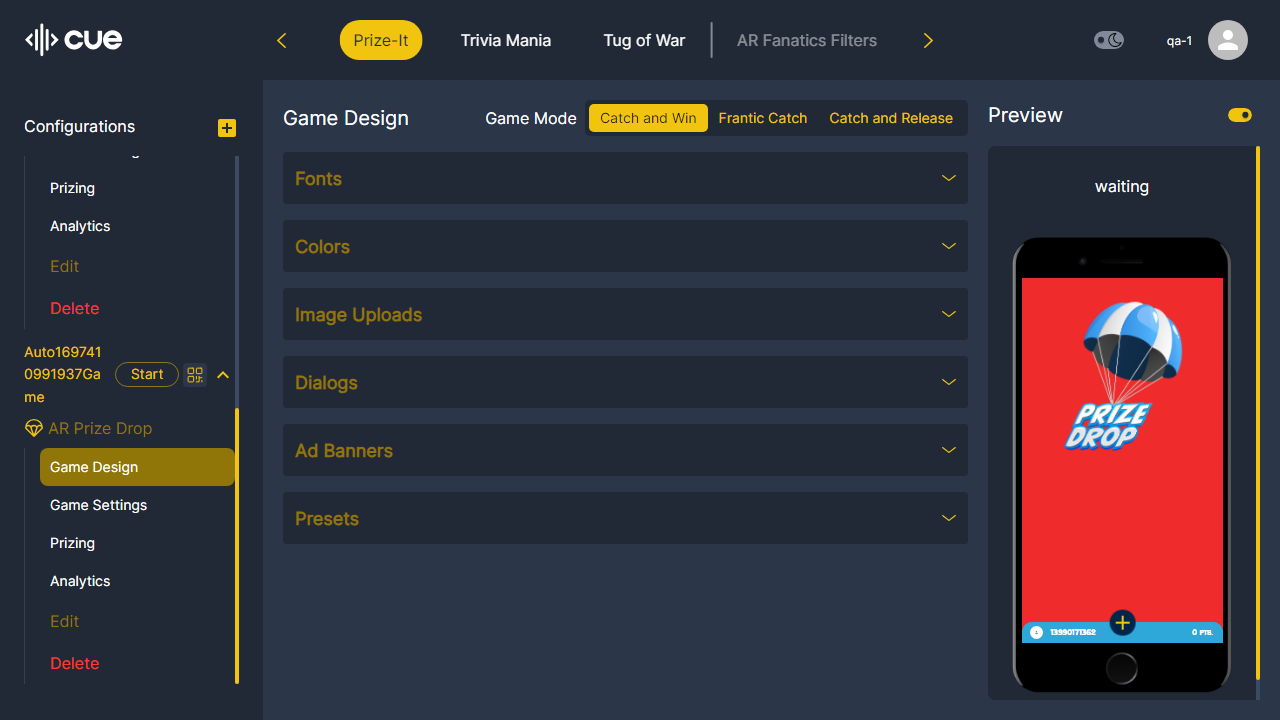 cue
Prize-It
Trivia Mania
Tug of War
AR Fanatics Filters
qa-1
Configurations
Prizing
Analytics
Edit
Delete
Auto169741
0991937Ga
me
Start
AR Prize Drop
Game Design
Game Settings
Prizing
Analytics
Edit
Delete
Game Design
Game Mode
Catch and Win
Frantic Catch
Catch and Release
Fonts
Colors
Image Uploads
Dialogs
Ad Banners
Presets
Preview
waiting
PRIZE
DROP
13990171362
0 PTS.